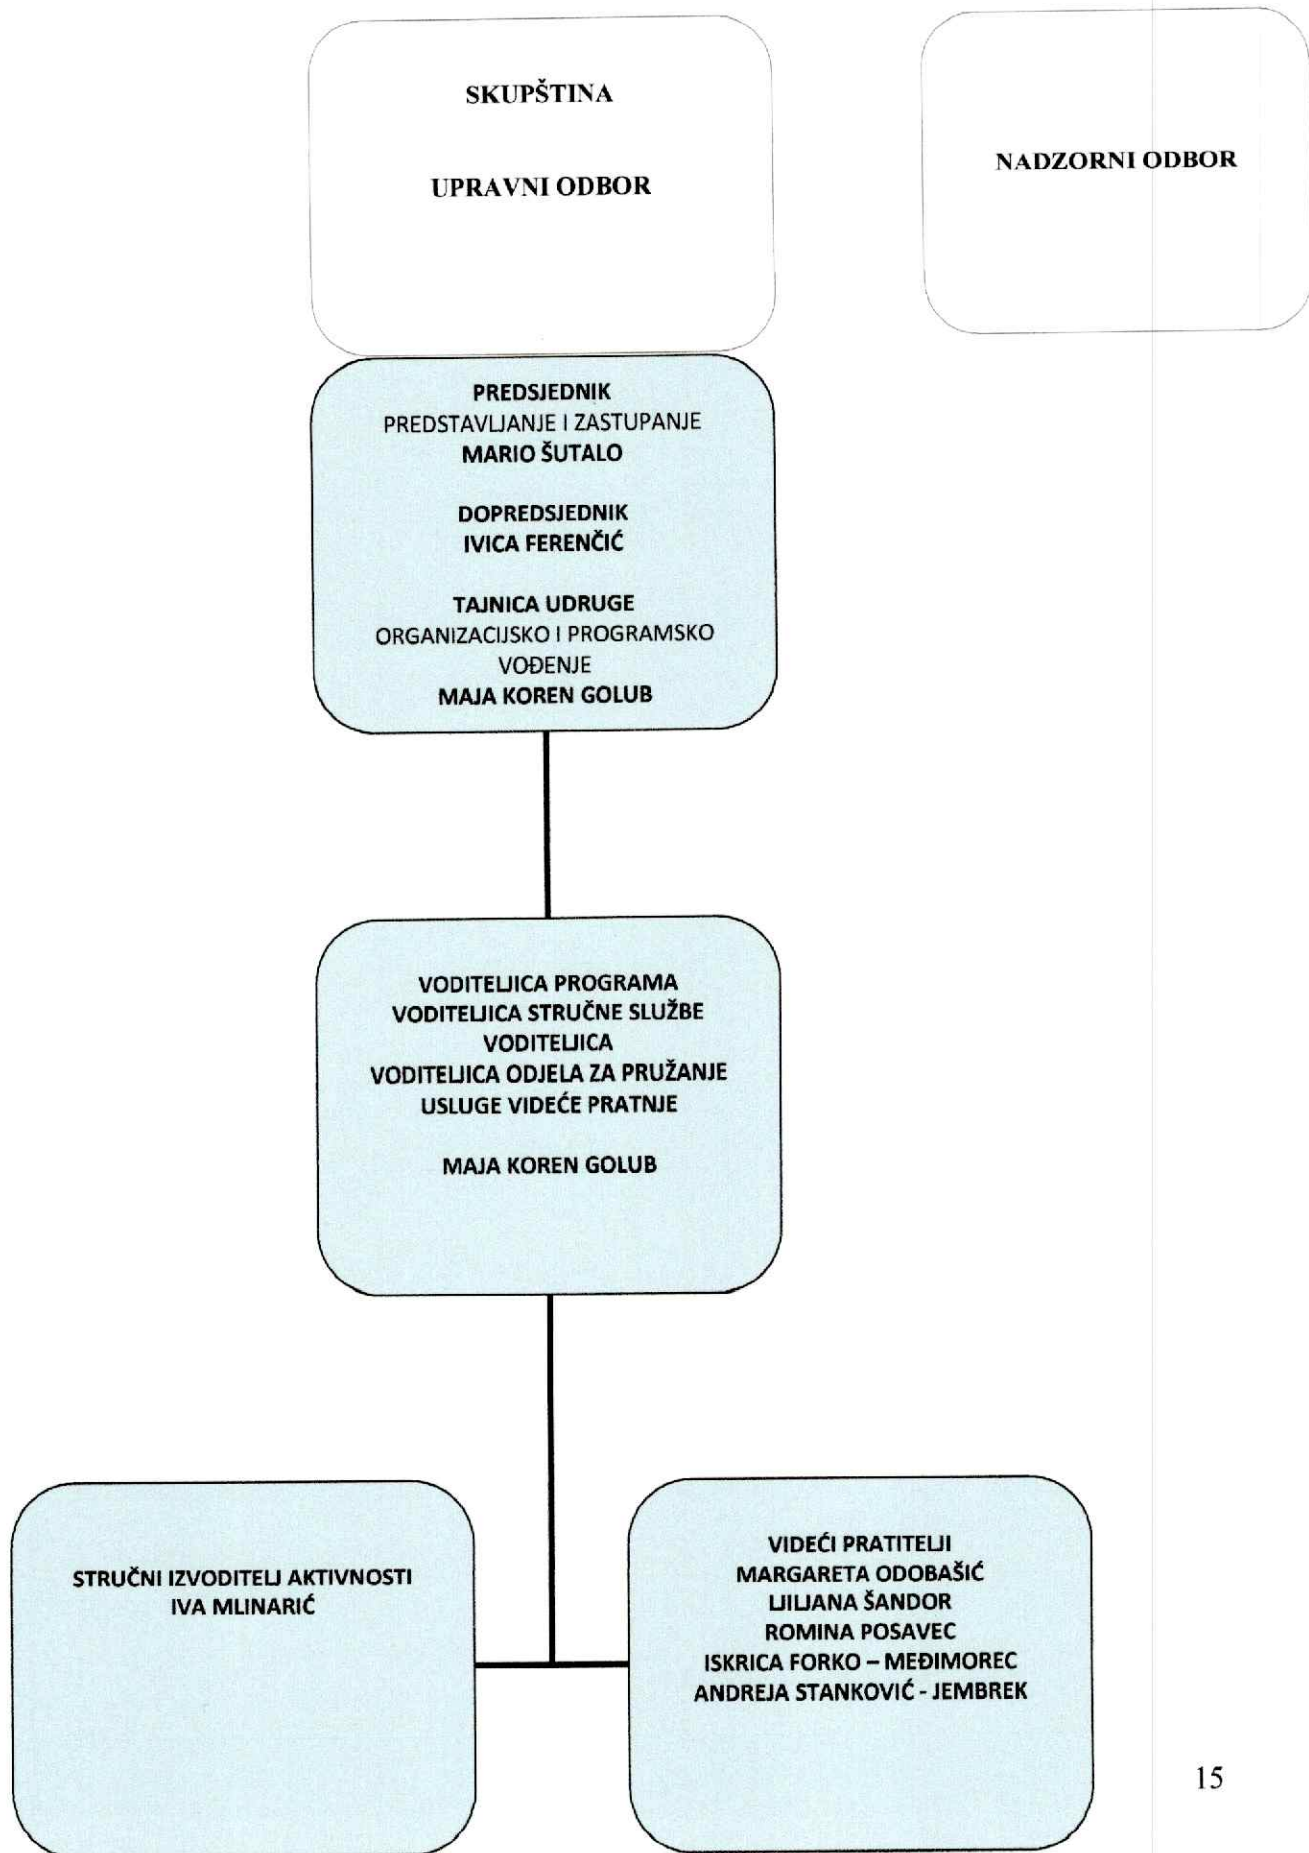 SKUPŠTINA
UPRAVNI ODBOR
NADZORNI ODBOR
PREDSJEDNIK
PREDSTAVLJANJE I ZASTUPANJE
MARIO ŠUTALO
DOPREDSJEDNIK
IVICA FERENČIĆ
TAJNICA UDRUGE
ORGANIZACIJSKO I PROGRAMSKO
VOĐENJE
MAJA KOREN GOLUB
VODITELJICA PROGRAMA
VODITELJICA STRUČNE SLUŽBE
VODITELJICA
VODITELJICA ODJELA ZA PRUŽANJE
USLUGE VIDEĆE PRATNJE
MAJA KOREN GOLUB
STRUČNI IZVODITELJ AKTIVNOSTI
IVA MLINARIĆ
VIDEĆI PRATITELJI
MARGARETA ODOBAŠIĆ
LJILJANA ŠANDOR
ROMINA POSAVEC
ISKRICA FORKO – MEĐIMOREC
ANDREJA STANKOVIĆ - JEMBREK
15